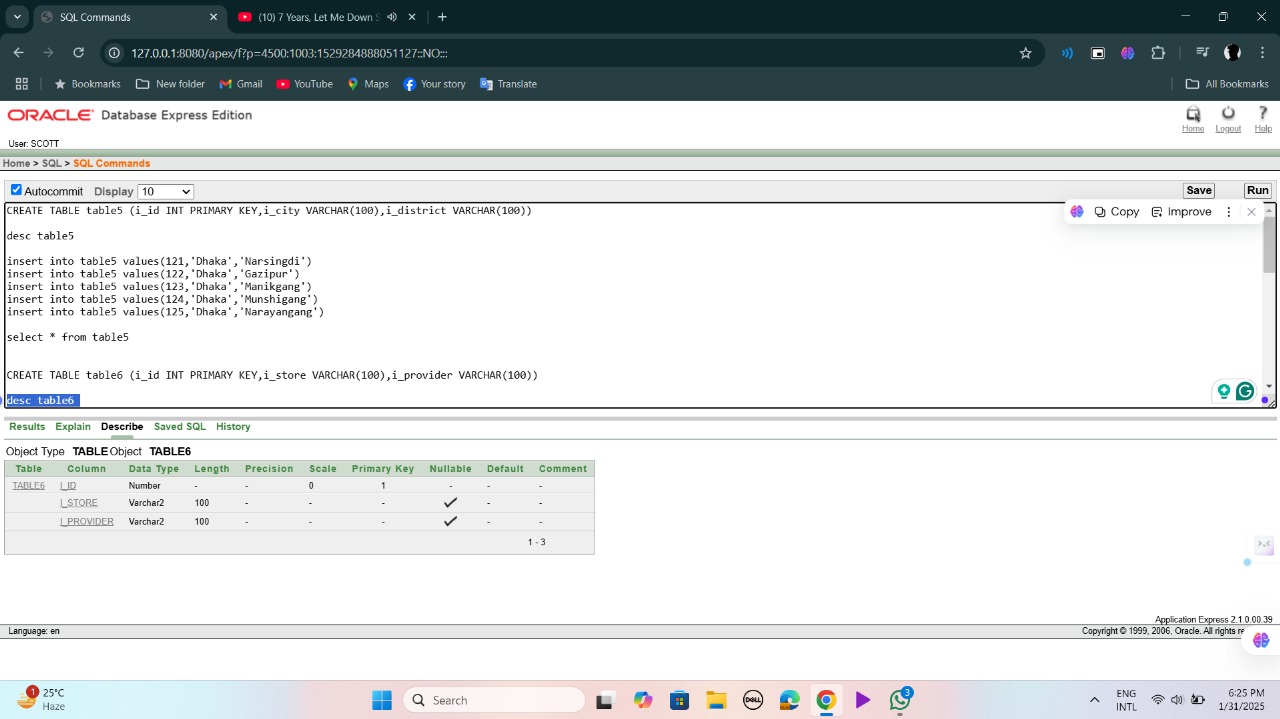 SQL Commands
(10) 7 Years, Let Me Down S
127.0.0.1:8080/apex/f?p=4500:1003:1529284888051127::NO:::
Bookmarks New folder Gmail YouTube Maps Your story Translate All Bookmarks
ORACLE Database Express Edition
Home Logout Help
User: SCOTT
Home > SQL > SQL Commands
Autocommit Display 10 Save Run
CREATE TABLE table5 (i_id INT PRIMARY KEY,i_city VARCHAR(100),i_district VARCHAR(100))
Copy Improve
desc table5
insert into table5 values(121,'Dhaka','Narsingdi')
insert into table5 values(122,'Dhaka','Gazipur')
insert into table5 values(123,'Dhaka','Manikgang')
insert into table5 values(124,'Dhaka','Munshigang')
insert into table5 values(125,'Dhaka','Narayangang')
select * from table5
CREATE TABLE table6 (i_id INT PRIMARY KEY,i_store VARCHAR(100),i_provider VARCHAR(100))
desc table6
Results Explain Describe Saved SQL History
Object Type TABLE Object TABLE6
Table Column Data Type Length Precision Scale Primary Key Nullable Default Comment
TABLE6 I_ID Number - - 0 1 - - -
I_STORE Varchar2 100 - - - ✓ - -
I_PROVIDER Varchar2 100 - - - ✓ - -
1 - 3
Application Express 2.1.0.00.39
Language: en Copyright © 1999, 2006, Oracle. All rights re
1 25°C
Haze
Search
DELL
3
ENG
INTL
6:25 PM
1/31/2025